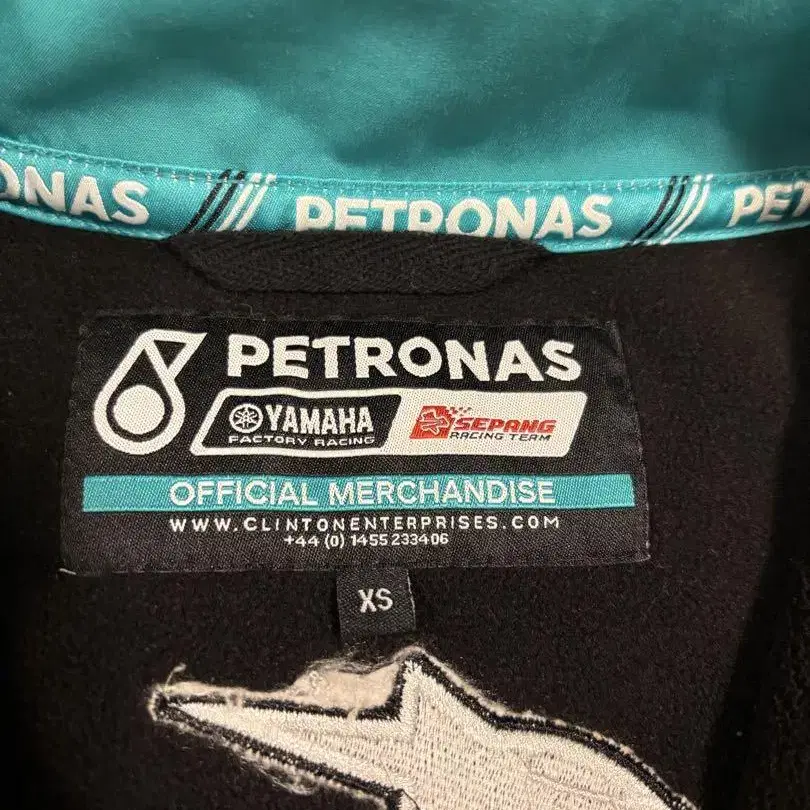 ONAS PETRONAS PET
PETRONAS
YAMAHA
FACTORY RACING
SEPANG
RACING TEAM
OFFICIAL MERCHANDISE
WWW.CLINTONENTERPRISES.COM
+44 (0) 1455 233406
XS